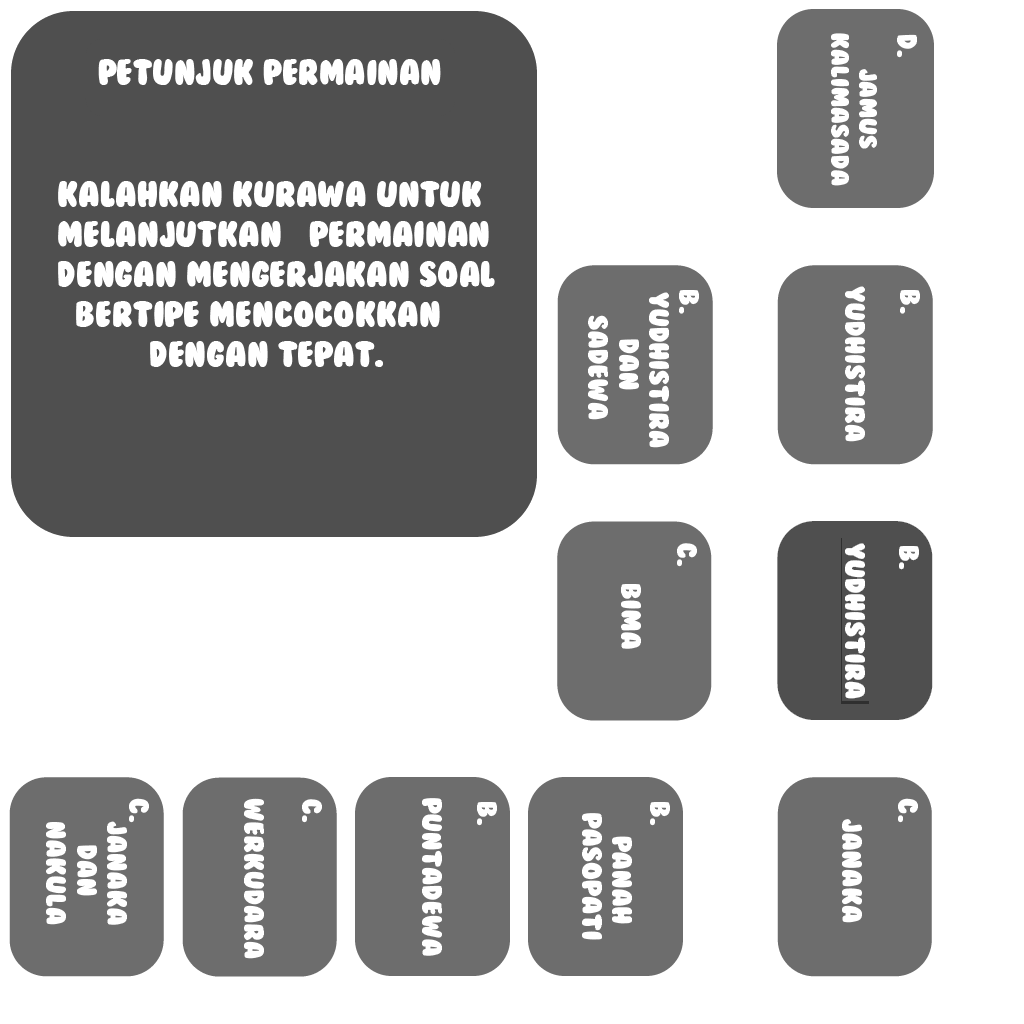 PETUNJUK PERMAINAN
KALAHKAN KURAWA UNTUK
MELANJUTKAN PERMAINAN
DENGAN MENGERJAKAN SOAL
BERTIPE MENCOCOKKAN
DENGAN TEPAT.
D.
JAMUS
KALIMASADA
B.
YUDHISTIRA
DAN
SADEWA
B.
YUDHISTIRA
C.
BIMA
B.
YUDHISTIRA
C.
JANAKA
DAN
NAKULA
C.
WERKUDARA
B.
PUNTADEWA
B.
PANAH
PASOPATI
C.
JANAKA